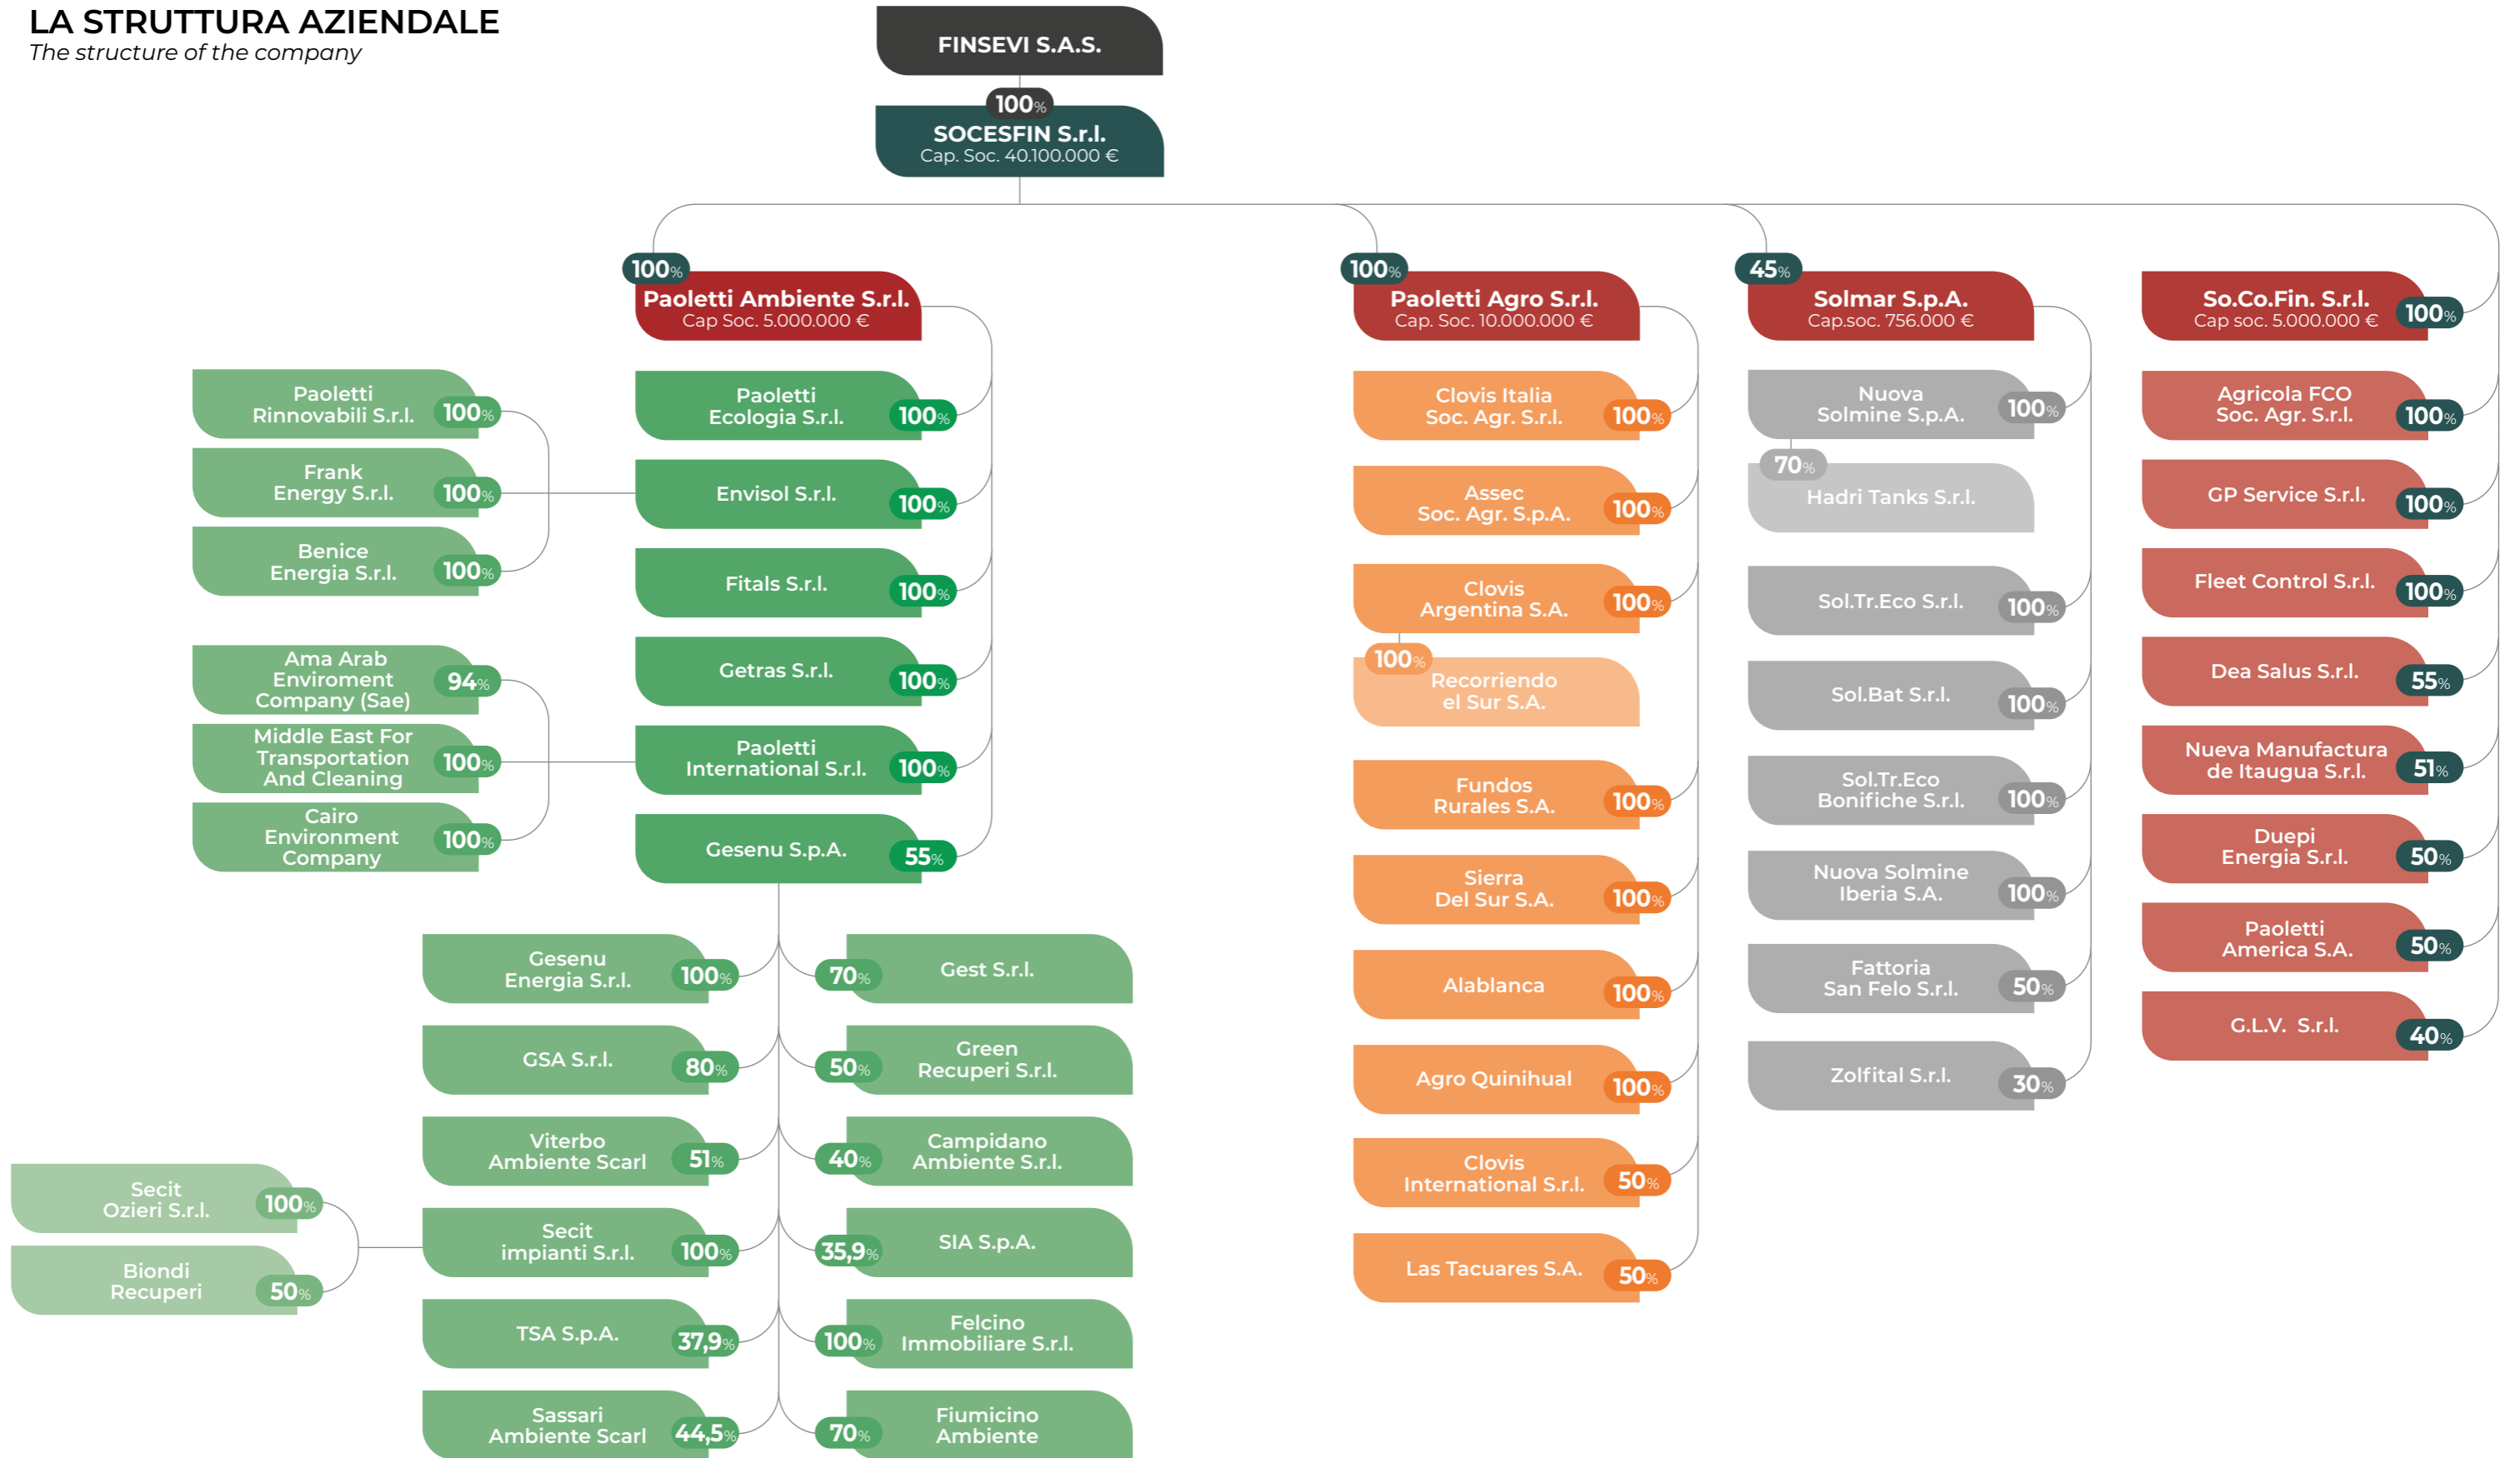 LA STRUTTURA AZIENDALE
The structure of the company
FINSEVI S.A.S.
100%
SOCESFIN S.r.l.
Cap. Soc. 40.100.000 €
100%
Paoletti Ambiente S.r.l.
Cap Soc. 5.000.000 €
Paoletti
Rinnovabili S.r.l.
100%
Frank
Energy S.r.l.
100%
Benice
Energia S.r.l.
100%
Ama Arab
Enviroment
Company (Sae)
94%
Middle East For
Transportation
And Cleaning
100%
Cairo
Environment
Company
100%
Paoletti
Ecologia S.r.l.
100%
Envisol S.r.l.
100%
Fitals S.r.l.
100%
Getras S.r.l.
100%
Paoletti
International S.r.l.
100%
Gesenu S.p.A.
55%
Gesenu
Energia S.r.l.
100%
GSA S.r.l.
80%
Viterbo
Ambiente Scarl
51%
Secit
impianti S.r.l.
100%
TSA S.p.A.
37,9%
Sassari
Ambiente Scarl
44,5%
Secit
Ozieri S.r.l.
100%
Biondi
Recuperi
50%
70%
Gest S.r.l.
50%
Green
Recuperi S.r.l.
40%
Campidano
Ambiente S.r.l.
35,9%
SIA S.p.A.
100%
Felcino
Immobiliare S.r.l.
70%
Fiumicino
Ambiente
100%
Paoletti Agro S.r.l.
Cap. Soc. 10.000.000 €
Clovis Italia
Soc. Agr. S.r.l.
100%
Assec
Soc. Agr. S.p.A.
100%
Clovis
Argentina S.A.
100%
100%
Recorriendo
el Sur S.A.
Fundos
Rurales S.A.
100%
Sierra
Del Sur S.A.
100%
Alablanca
100%
Agro Quinihual
100%
Clovis
International S.r.l.
50%
Las Tacuares S.A.
50%
45%
Solmar S.p.A.
Cap.soc. 756.000 €
Nuova
Solmine S.p.A.
100%
70%
Hadri Tanks S.r.l.
Sol.Tr.Eco S.r.l.
100%
Sol.Bat S.r.l.
100%
Sol.Tr.Eco
Bonifiche S.r.l.
100%
Nuova Solmine
Iberia S.A.
100%
Fattoria
San Felo S.r.l.
50%
Zolfital S.r.l.
30%
So.Co.Fin. S.r.l.
Cap soc. 5.000.000 €
100%
Agricola FCO
Soc. Agr. S.r.l.
100%
GP Service S.r.l.
100%
Fleet Control S.r.l.
100%
Dea Salus S.r.l.
55%
Nueva Manufactura
de Itaugua S.r.l.
51%
Duepi
Energia S.r.l.
50%
Paoletti
America S.A.
50%
G.L.V. S.r.l.
40%